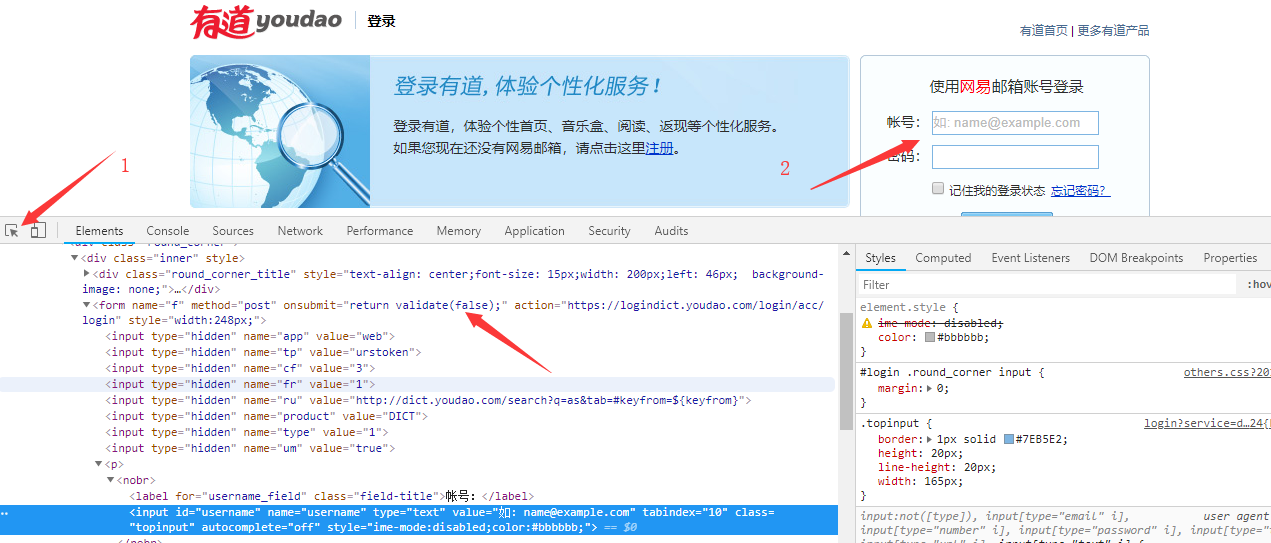 有道 youdao 登录
有道首页 | 更多有道产品
登录有道, 体验个性化服务！
登录有道，体验个性首页、音乐盒、阅读、返现等个性化服务。
如果您现在还没有网易邮箱，请点击这里注册。
使用网易邮箱账号登录
帐号：
如: name@example.com
码：
记住我的登录状态 忘记密码?
1
2
Elements Console Sources Network Performance Memory Application Security Audits
<div class="inner" style>
<div class="round_corner_title" style="text-align: center;font-size: 15px;width: 200px;left: 46px;  background-
image: none;">…</div>
<form name="f" method="post" onsubmit="return validate(false);" action="https://logindict.youdao.com/login/acc/
login" style="width:248px;">
<input type="hidden" name="app" value="web">
<input type="hidden" name="tp" value="urstoken">
<input type="hidden" name="cf" value="3">
<input type="hidden" name="fr" value="1">
<input type="hidden" name="ru" value="http://dict.youdao.com/search?q=as&tab=#keyfrom=${keyfrom}">
<input type="hidden" name="product" value="DICT">
<input type="hidden" name="type" value="1">
<input type="hidden" name="um" value="true">
<p>
<nobr>
<label for="username_field" class="field-title">帐号：</label>
<input id="username" name="username" type="text" value="如: name@example.com" tabindex="10" class=
"topinput" autocomplete="off" style="ime-mode:disabled;color:#bbbbbb;"> == $0
Styles Computed Event Listeners DOM Breakpoints Properties
Filter :hov
element.style {
ime-mode: disabled;
color: #bbbbbb;
}
#login .round_corner input { others.css?20
margin: 0;
}
.topinput { login?service=d…24{
border: 1px solid #7EB5E2;
height: 20px;
line-height: 20px;
width: 165px;
}
input:not([type]), input[type="email" i], user agent
input[type="number" i], input[type="password" i],